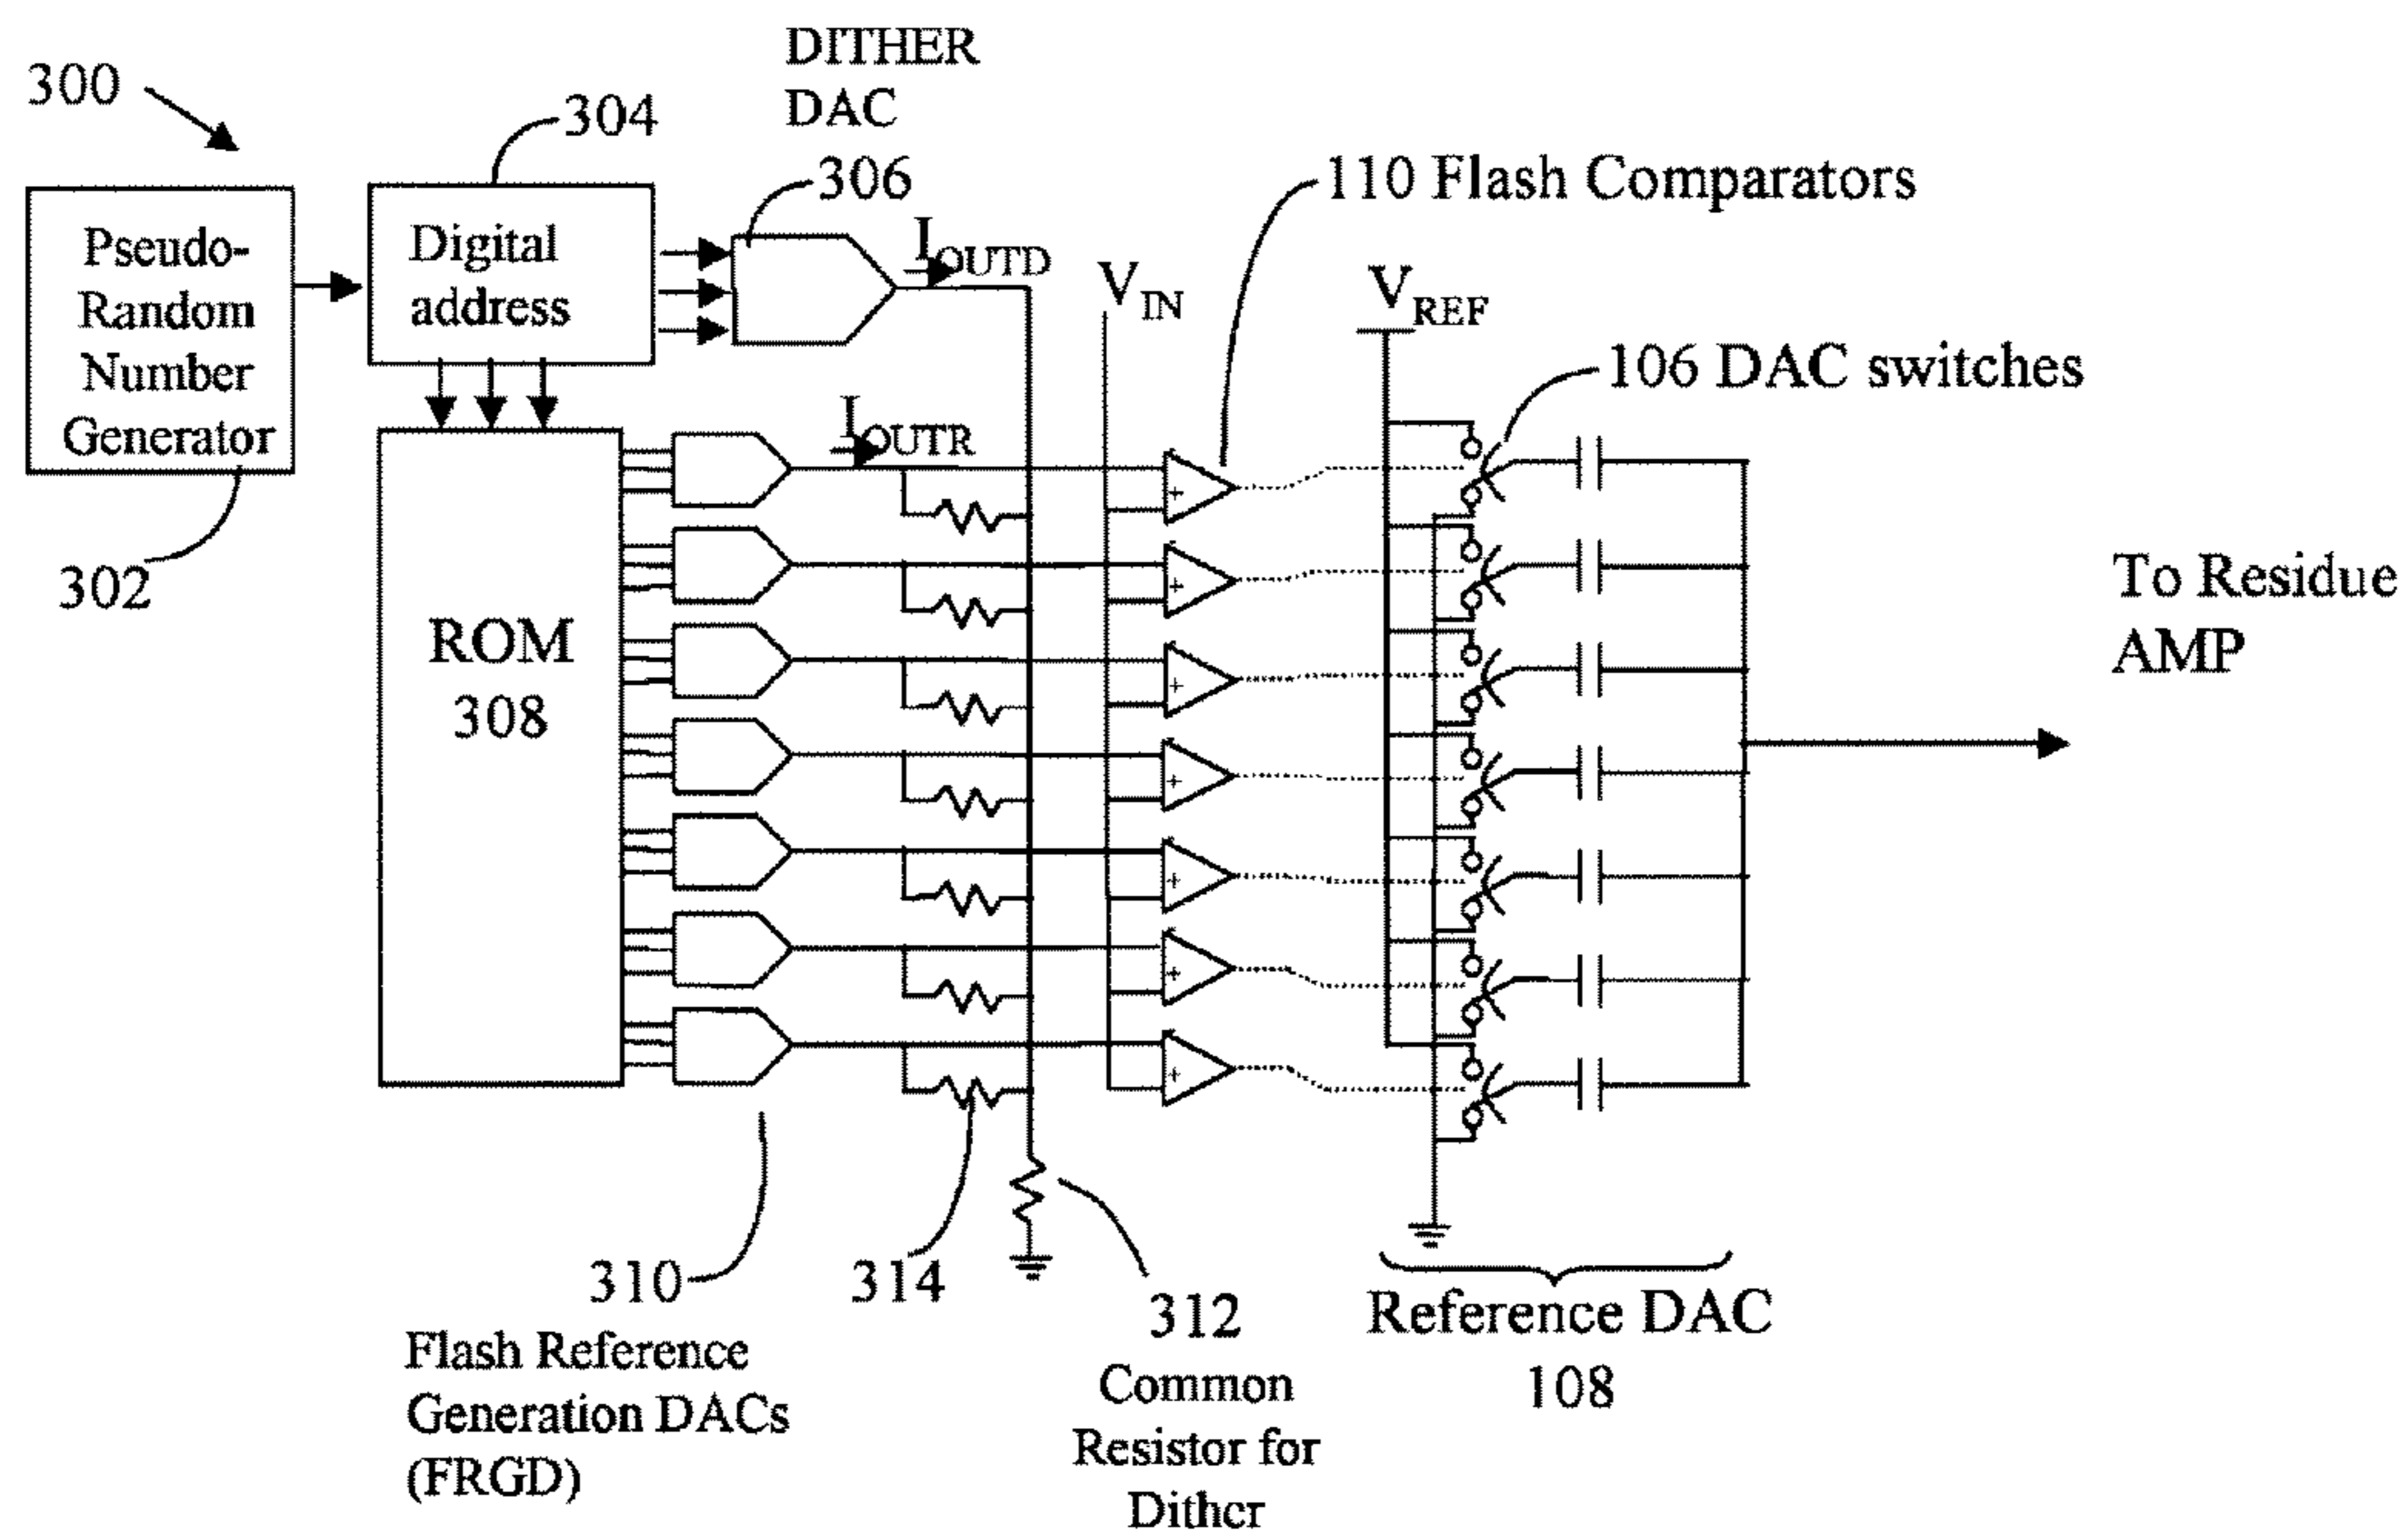 DITHER
DAC
300
304
306
110 Flash Comparators
Pseudo-
Random
Number
Generator
Digital
address
I_OUTD
V_IN
V_REF
106 DAC switches
I_OUTR
302
ROM
308
+
+
+
+
+
+
+
To Residue
AMP
310
Flash Reference
Generation DACs
(FRGD)
314
312
Common
Resistor for
Dither
Reference DAC
108